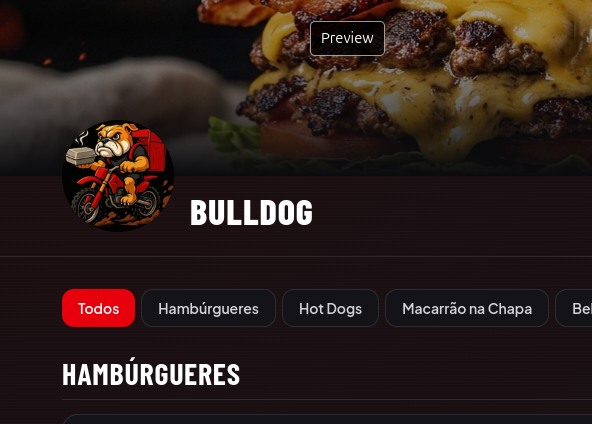 Preview
BULLDOG
Todos
Hambúrgueres
Hot Dogs
Macarrão na Chapa
HAMBÚRGUERES